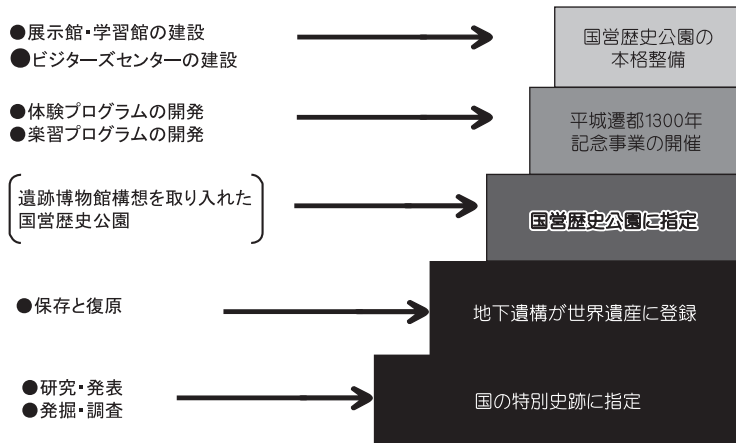 ●展示館・学習館の建設
●ビジターズセンターの建設
国営歴史公園の
本格整備
●体験プログラムの開発
●楽習プログラムの開発
平城遷都1300年
記念事業の開催
遺跡博物館構想を取り入れた
国営歴史公園
国営歴史公園に指定
●保存と復原
地下遺構が世界遺産に登録
●研究・発表
●発掘・調査
国の特別史跡に指定